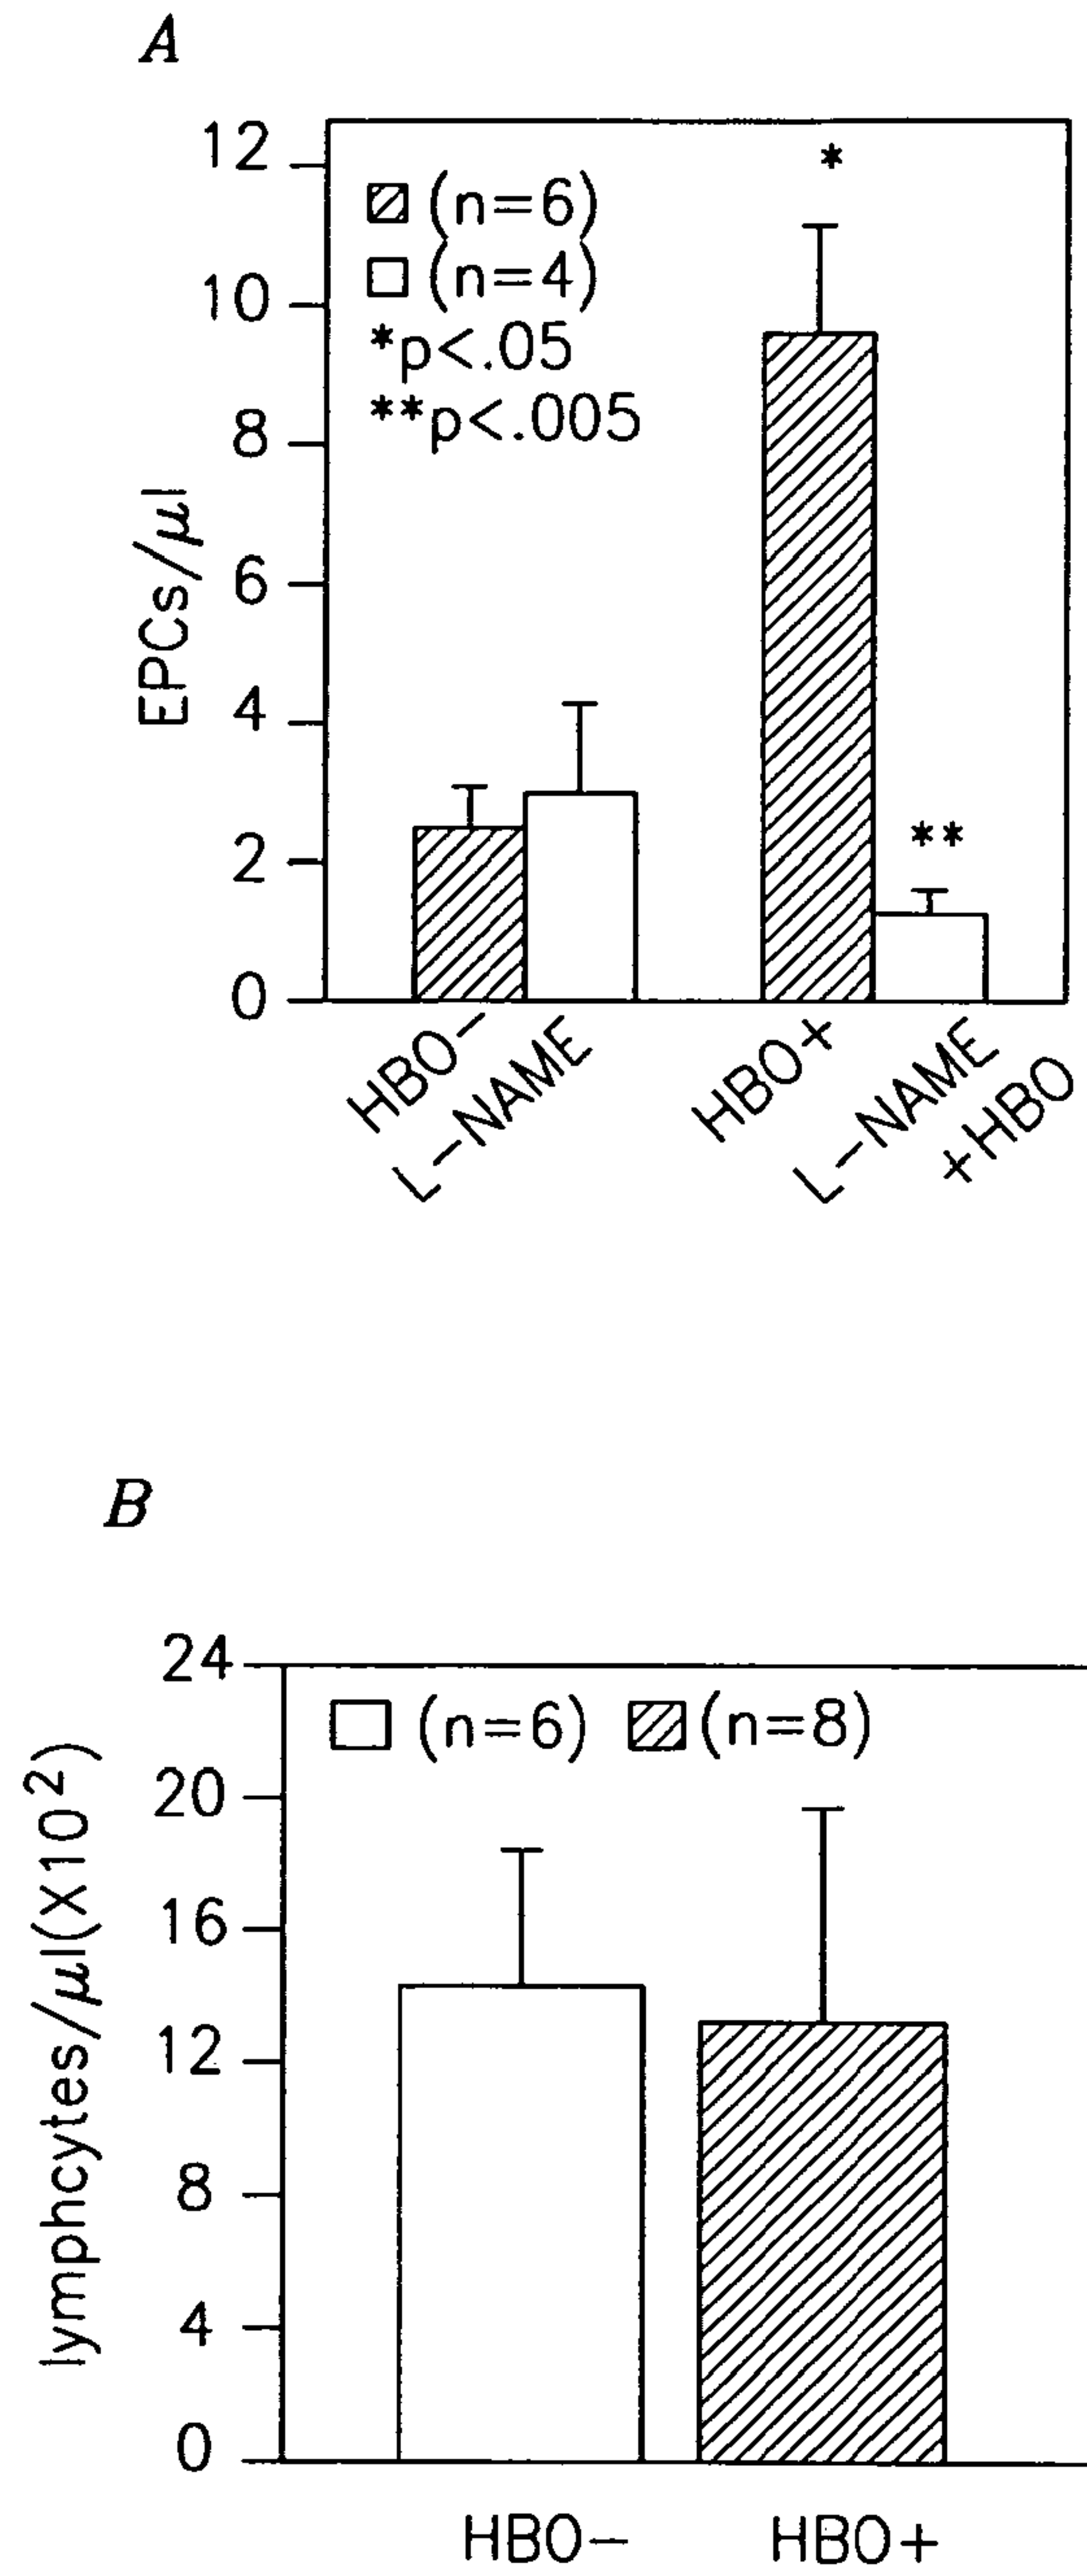 A
12
10
8
6
4
2
0
EPCs/μl
(n=6)
(n=4)
*p<.05
**p<.005
*
**
HBO−
L−NAME
HBO+
L−NAME
+HBO
B
24
20
16
12
8
4
0
lymphcytes/μl(X10²)
(n=6) (n=8)
HBO− HBO+